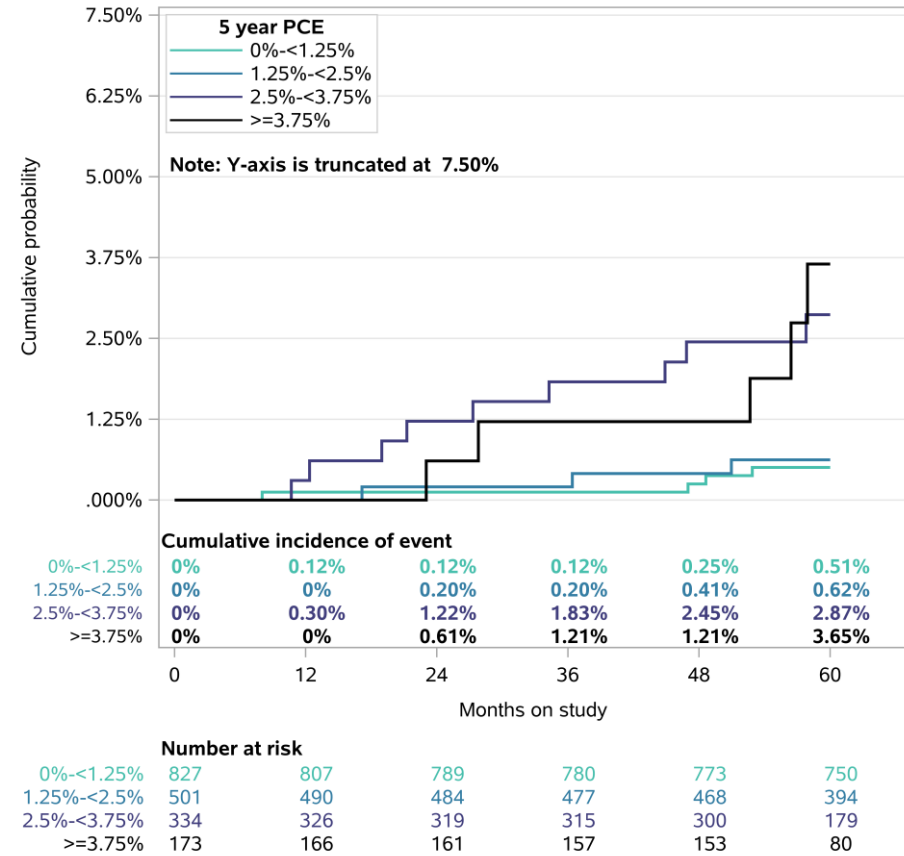 7.50%
5 year PCE
0%-<1.25%
1.25%-<2.5%
2.5%-<3.75%
>=3.75%
6.25%
Note: Y-axis is truncated at 7.50%
5.00%
3.75%
2.50%
1.25%
.000%
Cumulative probability
Cumulative incidence of event
0%-<1.25% 0% 0.12% 0.12% 0.12% 0.25% 0.51%
1.25%-<2.5% 0% 0% 0.20% 0.20% 0.41% 0.62%
2.5%-<3.75% 0% 0.30% 1.22% 1.83% 2.45% 2.87%
>=3.75% 0% 0% 0.61% 1.21% 1.21% 3.65%
0 12 24 36 48 60
Months on study
Number at risk
0%-<1.25% 827 807 789 780 773 750
1.25%-<2.5% 501 490 484 477 468 394
2.5%-<3.75% 334 326 319 315 300 179
>=3.75% 173 166 161 157 153 80